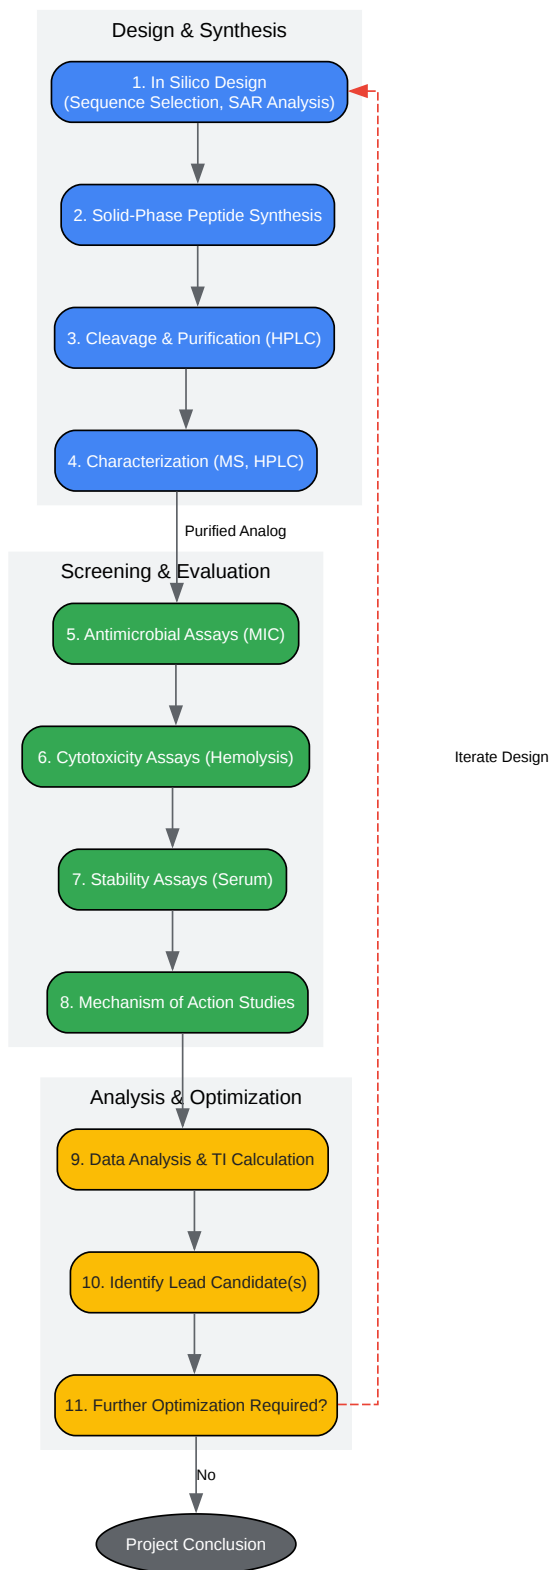 Design & Synthesis
1. In Silico Design
(Sequence Selection, SAR Analysis)
2. Solid-Phase Peptide Synthesis
3. Cleavage & Purification (HPLC)
4. Characterization (MS, HPLC)
Purified Analog
Screening & Evaluation
5. Antimicrobial Assays (MIC)
6. Cytotoxicity Assays (Hemolysis)
Iterate Design
7. Stability Assays (Serum)
8. Mechanism of Action Studies
Analysis & Optimization
9. Data Analysis & TI Calculation
10. Identify Lead Candidate(s)
11. Further Optimization Required?
No
Project Conclusion